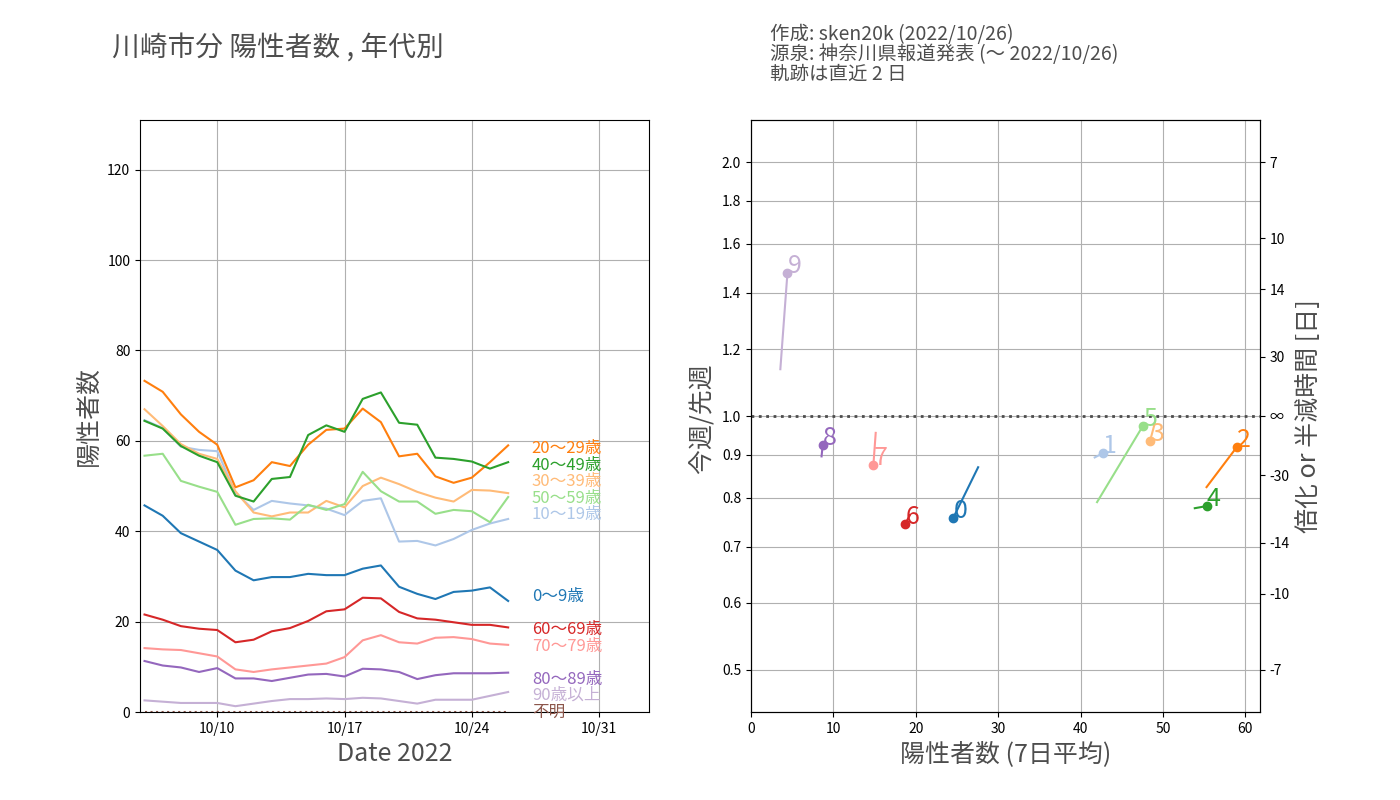 川崎市分 陽性者数 , 年代別
作成: sken20k (2022/10/26)
源泉: 神奈川県報道発表 (～ 2022/10/26)
軌跡は直近 2 日
陽性者数
120
100
80
60
40
20
0
20～29歳
40～49歳
30～39歳
50～59歳
10～19歳
0～9歳
60～69歳
70～79歳
80～89歳
90歳以上
不明
10/10
10/17
10/24
10/31
Date 2022
今週/先週
2.0
1.8
1.6
1.4
1.2
1.0
0.9
0.8
0.7
0.6
0.5
9
8
7
6
0
1
5
3
2
4
7
10
14
30
∞
-30
-14
-10
-7
倍化 or 半減時間 [日]
0
10
20
30
40
50
60
陽性者数 (7日平均)